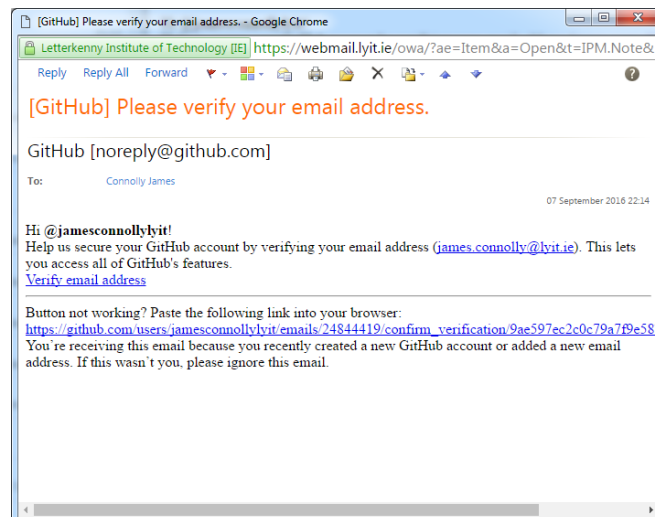 [GitHub] Please verify your email address. - Google Chrome
Letterkenny Institute of Technology [IE] https://webmail.lyit.ie/owa/?ae=Item&a=Open&t=IPM.Note&
Reply Reply All Forward
[GitHub] Please verify your email address.
GitHub [noreply@github.com]
To: Connolly James
07 September 2016 22:14
Hi @jamesconnollylyit!
Help us secure your GitHub account by verifying your email address (james.connolly@lyit.ie). This lets
you access all of GitHub's features.
Verify email address
Button not working? Paste the following link into your browser:
https://github.com/users/jamesconnollylyit/emails/24844419/confirm_verification/9ae597ec2c0c79a7f9e58
You're receiving this email because you recently created a new GitHub account or added a new email
address. If this wasn't you, please ignore this email.